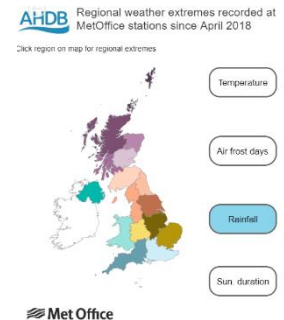 AHDB
Regional weather extremes recorded at
MetOffice stations since April 2018
Click region on map for regional extremes
Temperature
Air frost days
Rainfall
Sun. duration
Met Office